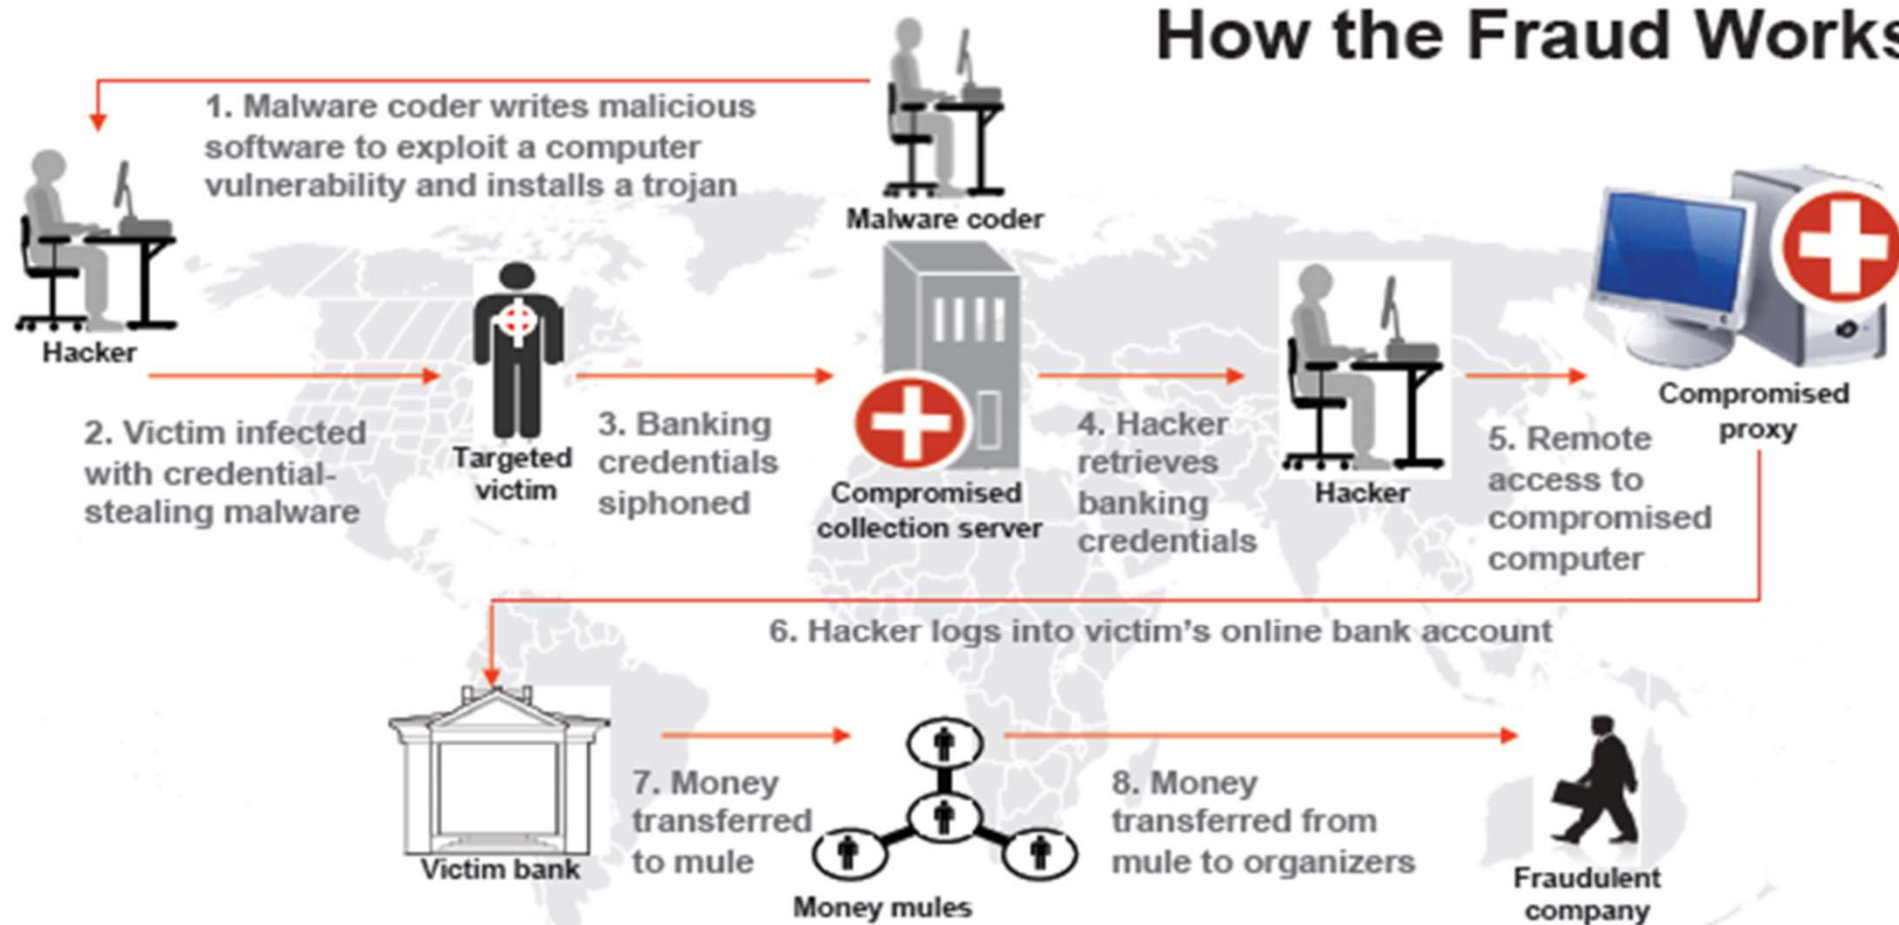 How the Fraud Works
1. Malware coder writes malicious
software to exploit a computer
vulnerability and installs a trojan
Malware coder
Hacker
2. Victim infected
with credential-
stealing malware
Targeted
victim
3. Banking
credentials
siphoned
Compromised
collection server
4. Hacker
retrieves
banking
credentials
Hacker
5. Remote
access to
compromised
computer
Compromised
proxy
6. Hacker logs into victim's online bank account
Victim bank
7. Money
transferred
to mule
Money mules
8. Money
transferred from
mule to organizers
Fraudulent
company